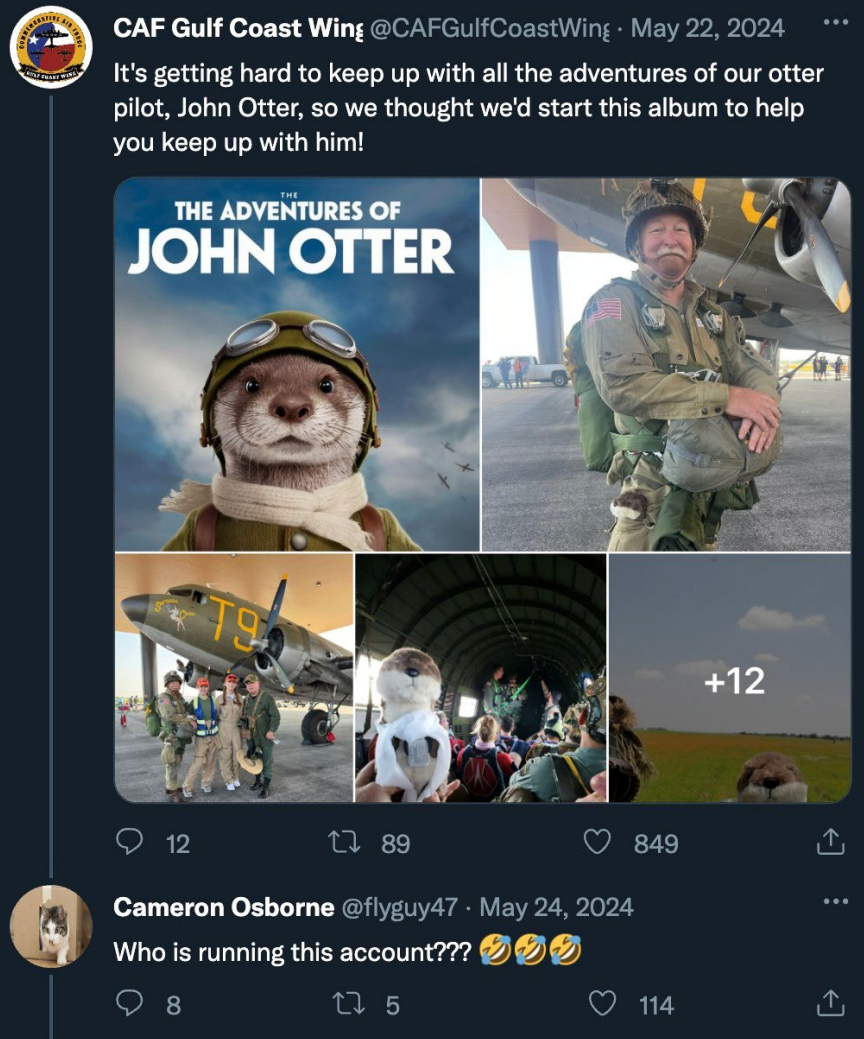 CAF Gulf Coast Wing @CAFGulfCoastWing · May 22, 2024
It's getting hard to keep up with all the adventures of our otter
pilot, John Otter, so we thought we'd start this album to help
you keep up with him!
THE
THE ADVENTURES OF
JOHN OTTER
T9
+12
12 89 849
Cameron Osborne @flyguy47 · May 24, 2024
Who is running this account??? 🤣🤣🤣
8 5 114